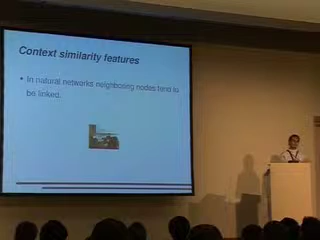 Context similarity features
• In natural networks neighboring nodes tend to
be linked.